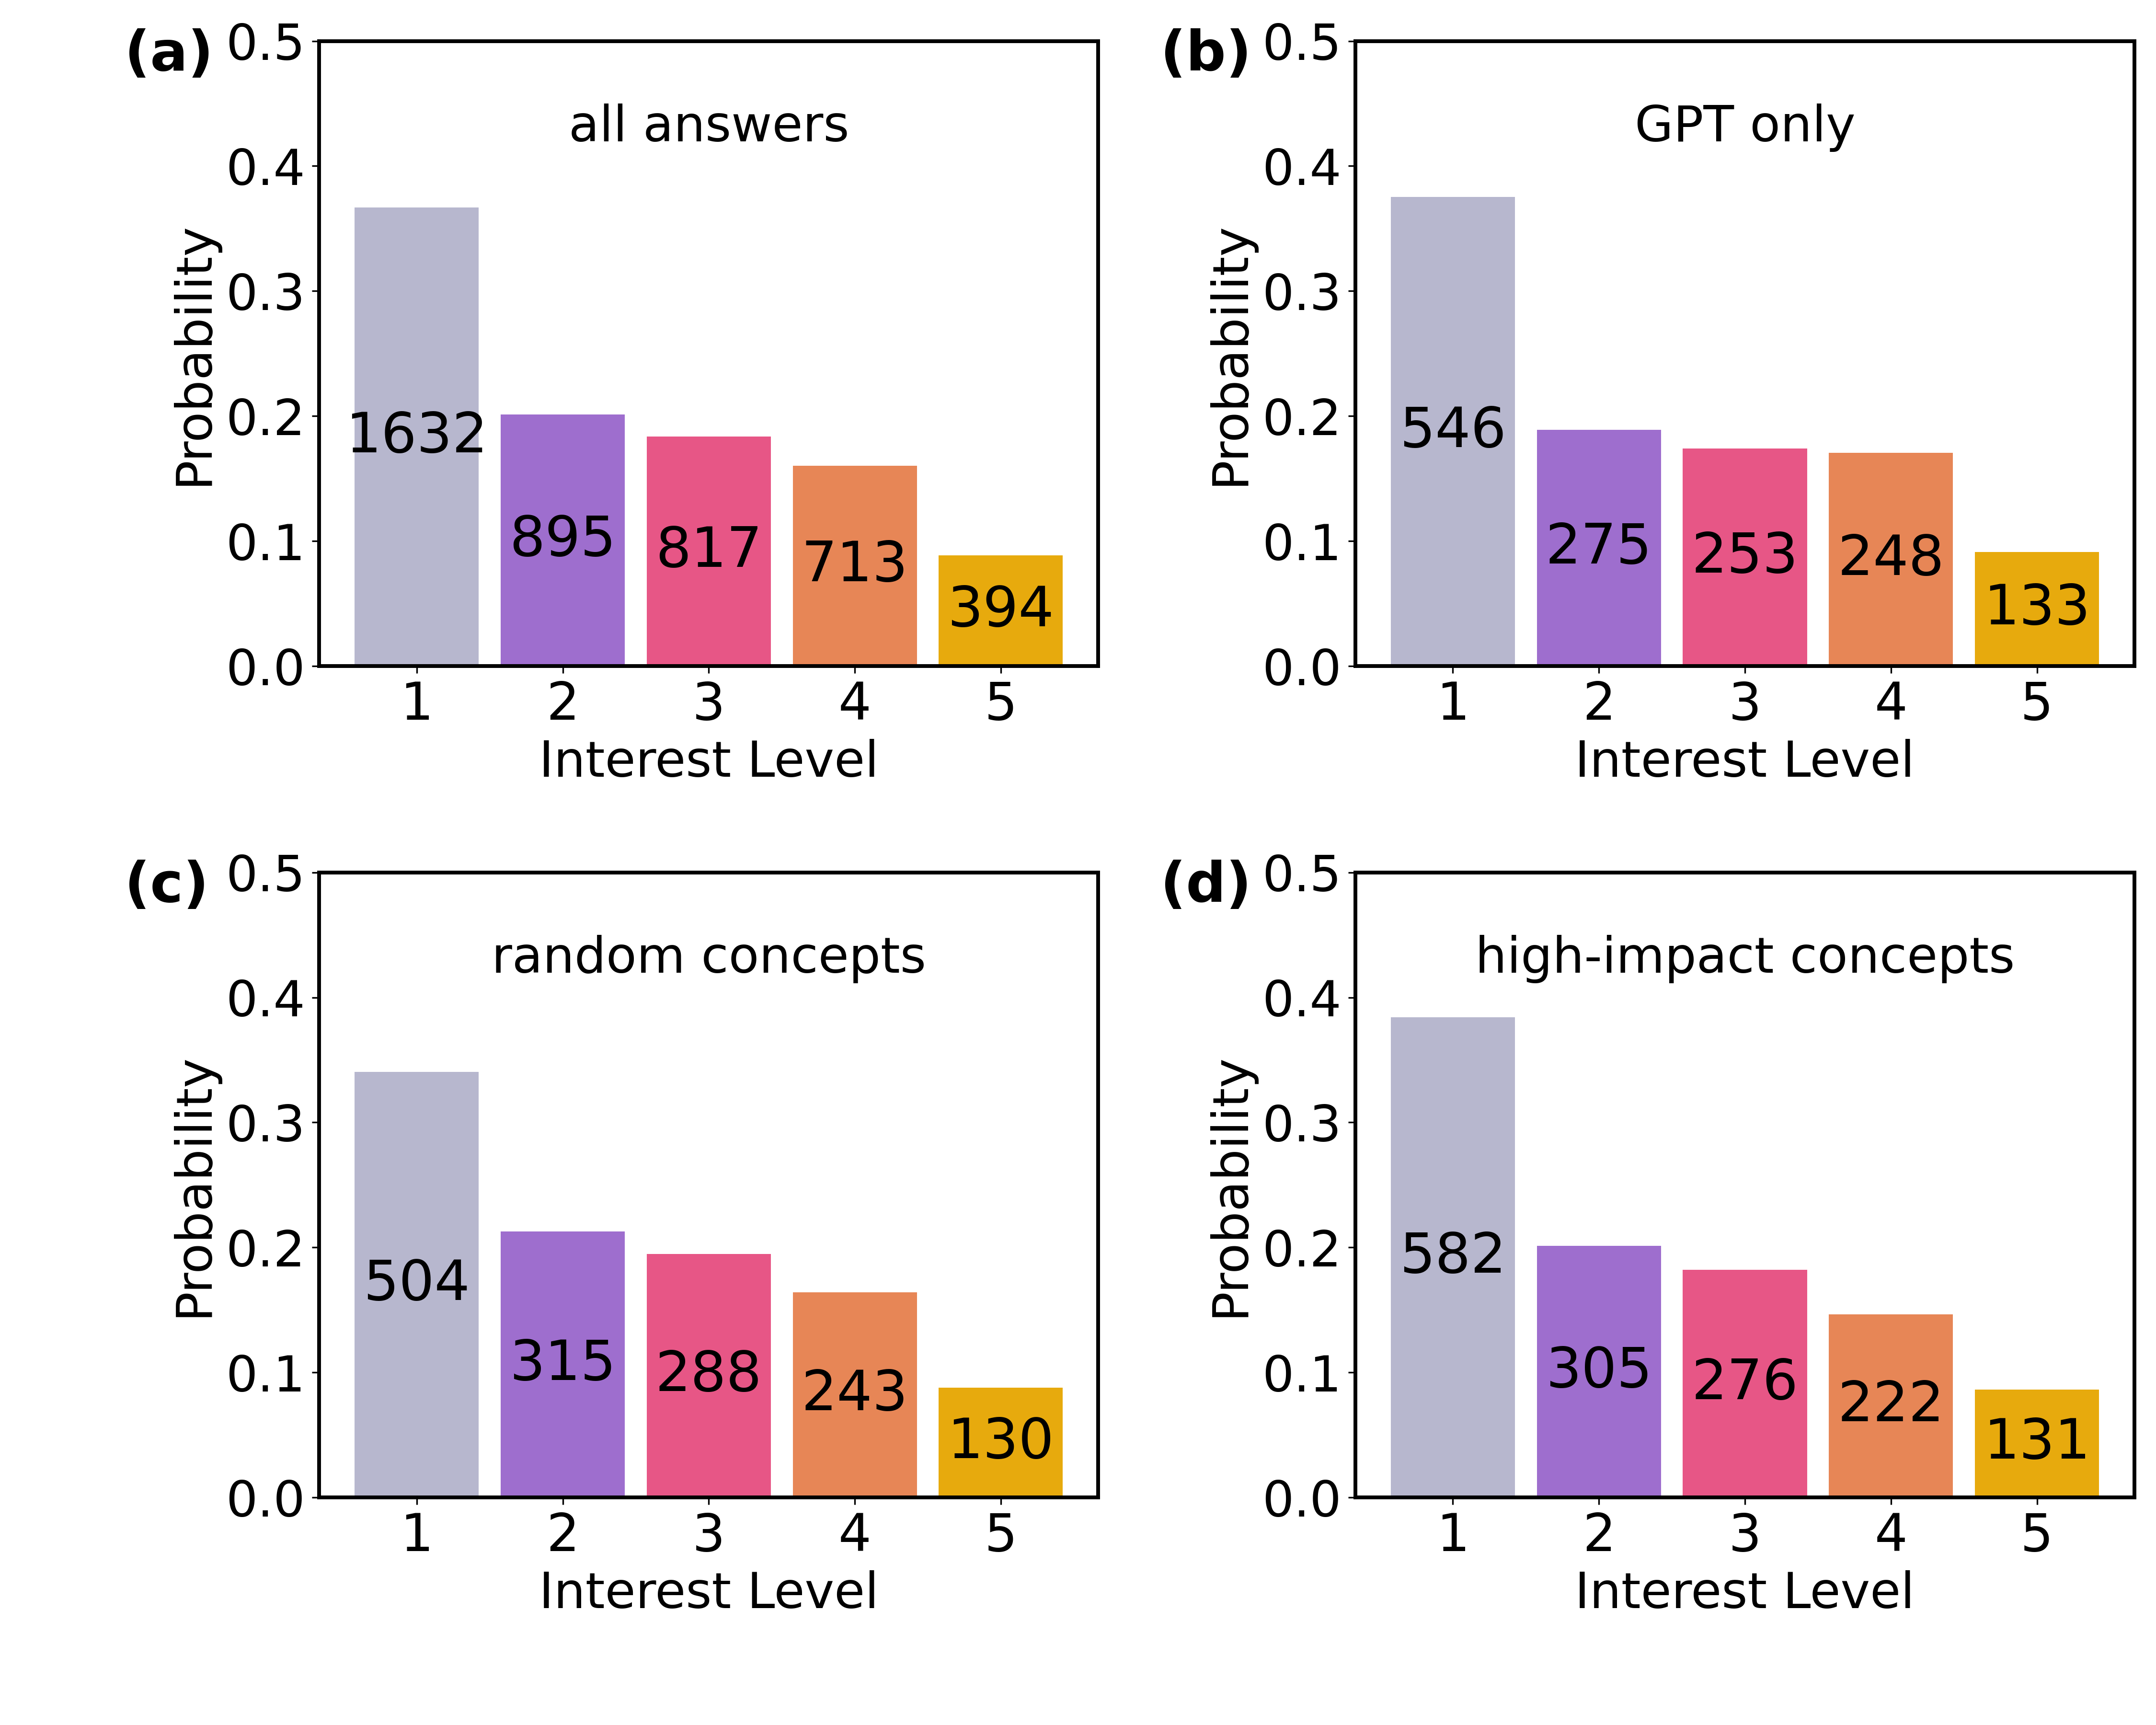 (a)
all answers
Probability
0.5
0.4
0.3
0.2
0.1
0.0
1632
895
817
713
394
1 2 3 4 5
Interest Level
(b)
GPT only
Probability
0.5
0.4
0.3
0.2
0.1
0.0
546
275
253
248
133
1 2 3 4 5
Interest Level
(c)
random concepts
Probability
0.5
0.4
0.3
0.2
0.1
0.0
504
315
288
243
130
1 2 3 4 5
Interest Level
(d)
high-impact concepts
Probability
0.5
0.4
0.3
0.2
0.1
0.0
582
305
276
222
131
1 2 3 4 5
Interest Level